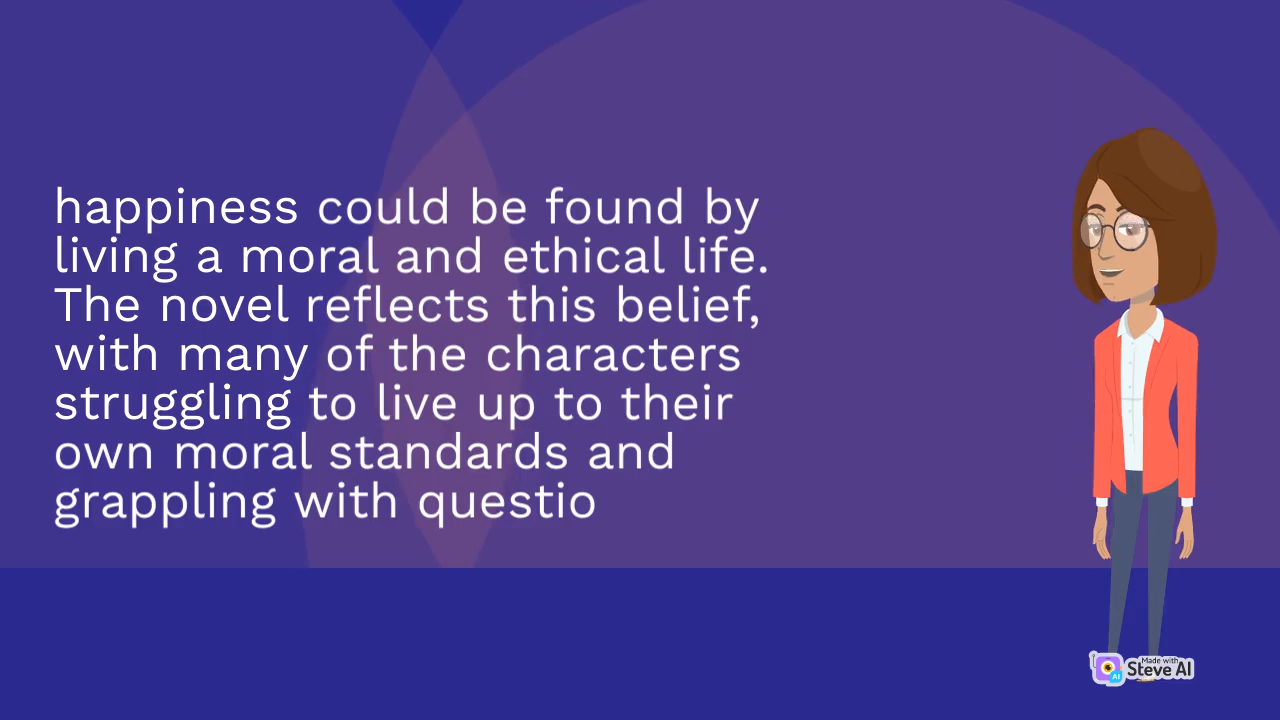 happiness could be found by
living a moral and ethical life.
The novel reflects this belief,
with many of the characters
struggling to live up to their
own moral standards and
grappling with questio
Made with
Steve AI
AI